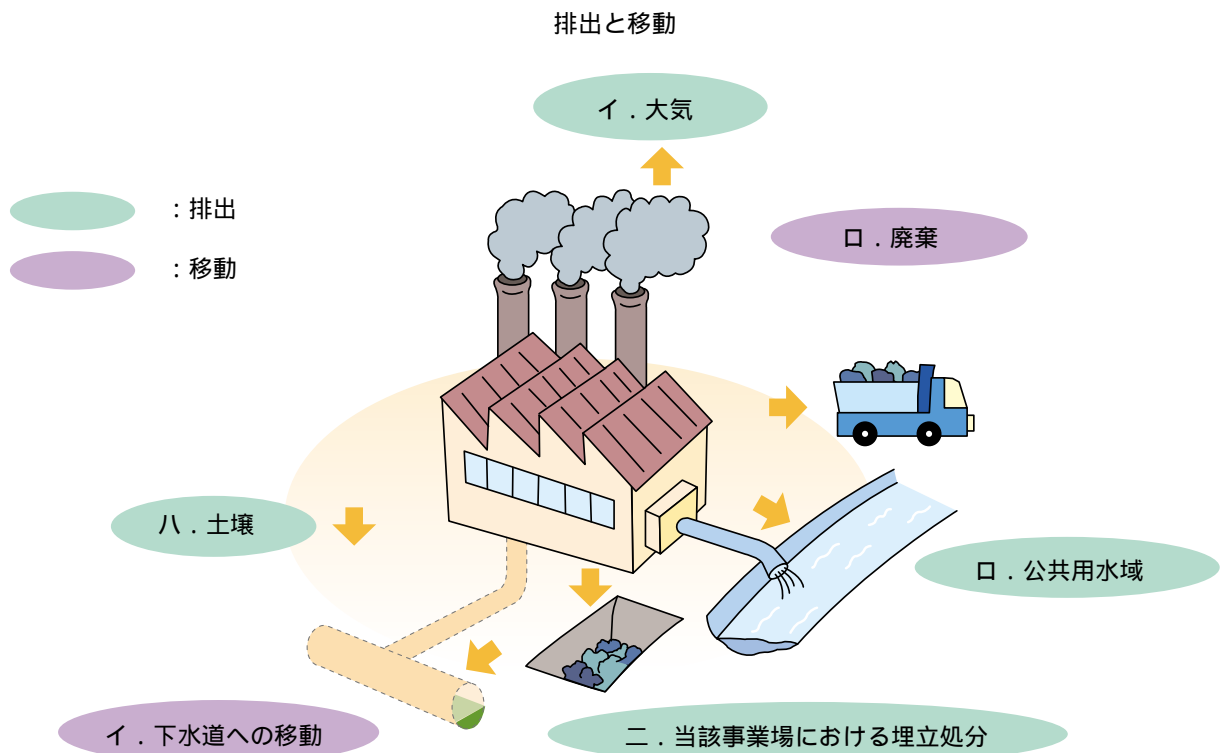 排出と移動
イ．大気
：排出
ロ．廃棄
：移動
ハ．土壌
ロ．公共用水域
イ．下水道への移動
ニ．当該事業場における埋立処分